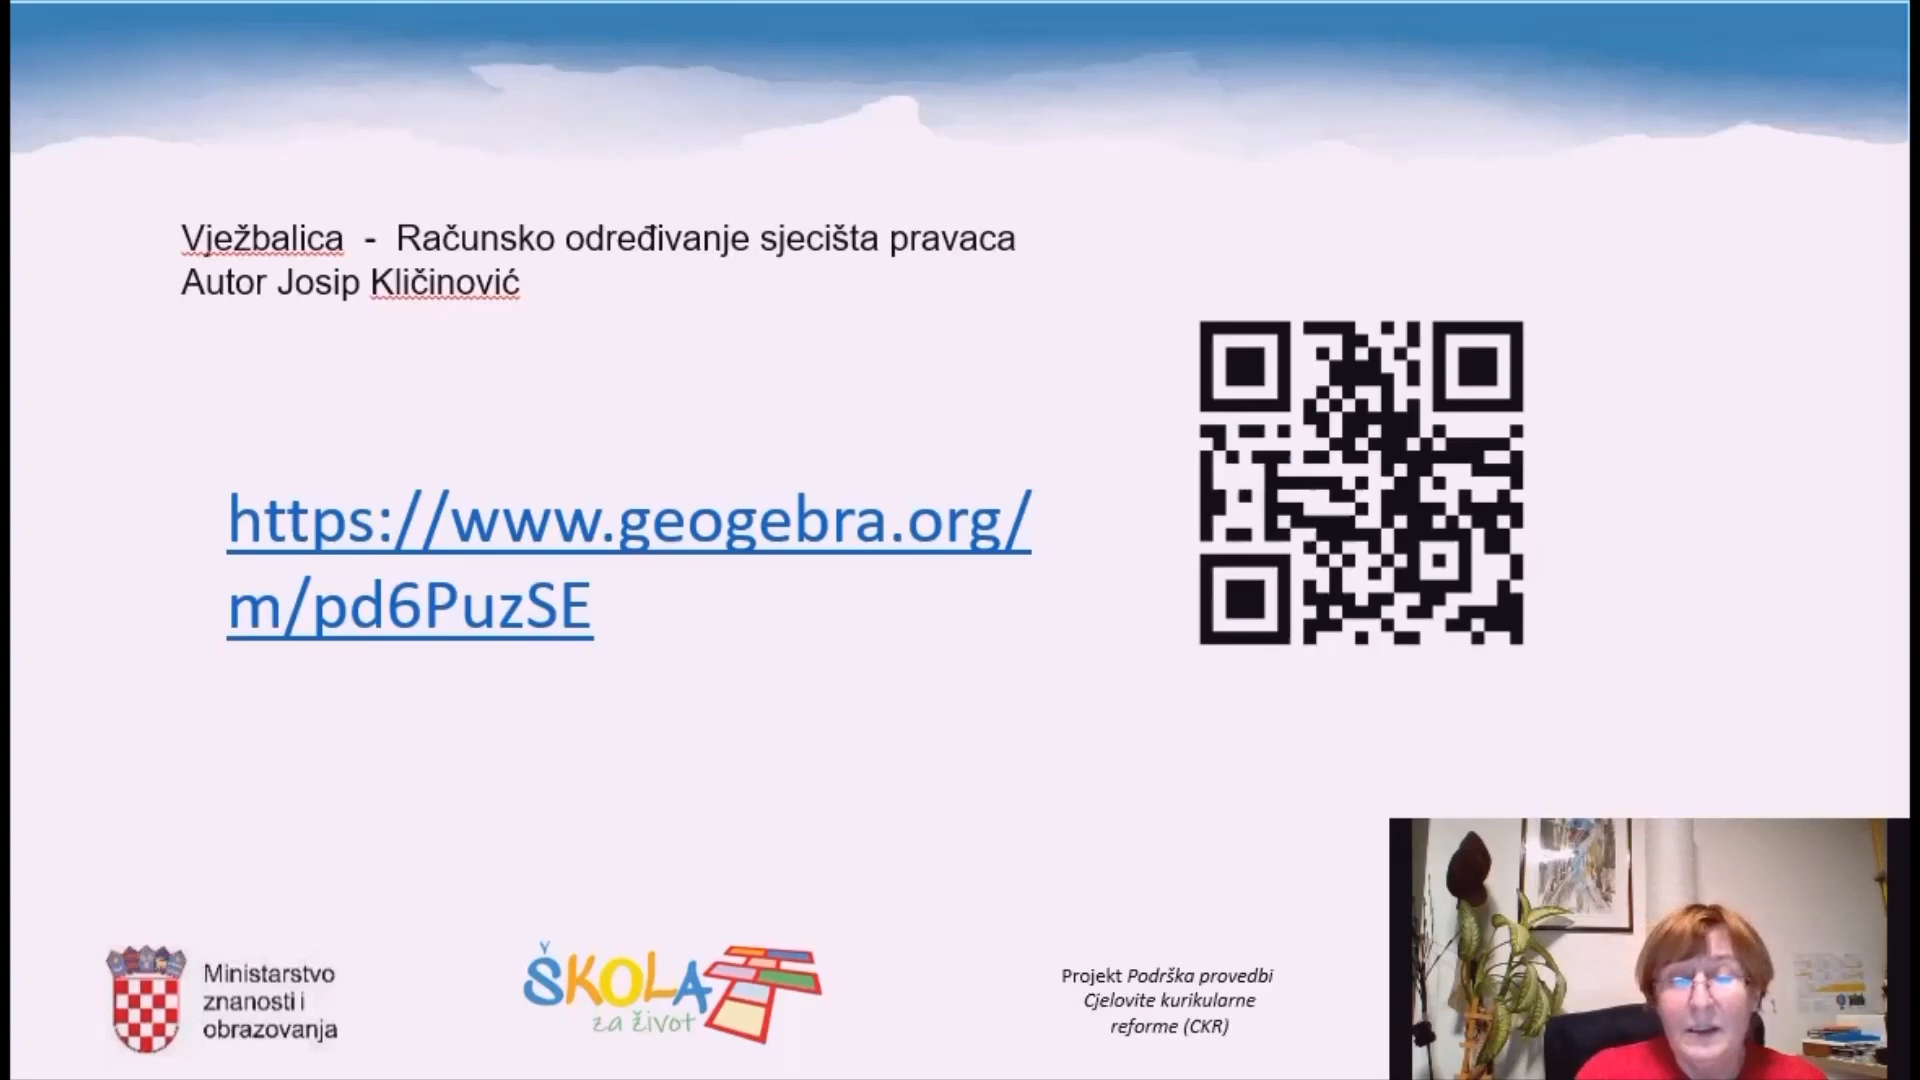 Vježbalica - Računsko određivanje sjecišta pravaca
Autor Josip Kličinović
https://www.geogebra.org/
m/pd6PuzSE
Ministarstvo
znanosti i
obrazovanja
ŠKOLA
za život
Projekt Podrška provedbi
Cjelovite kurikularne
reforme (CKR)